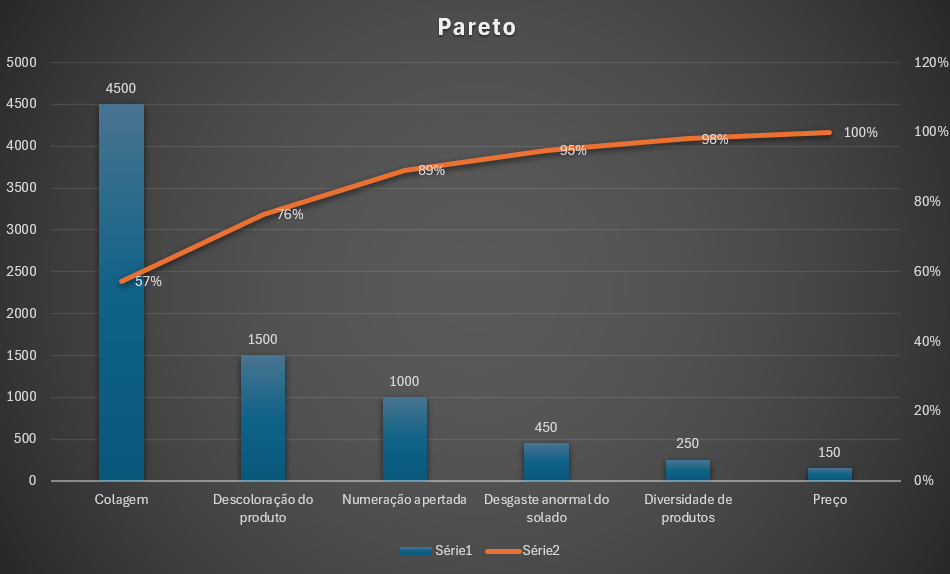 Pareto
5000
4500
4000
3500
3000
2500
2000
1500
1000
500
0
120%
100%
80%
60%
40%
20%
0%
4500
1500
1000
450
250
150
57%
76%
89%
95%
98%
100%
Colagem
Descoloração do
produto
Numeração apertada
Desgaste anormal do
solado
Diversidade de
produtos
Preço
Série1
Série2